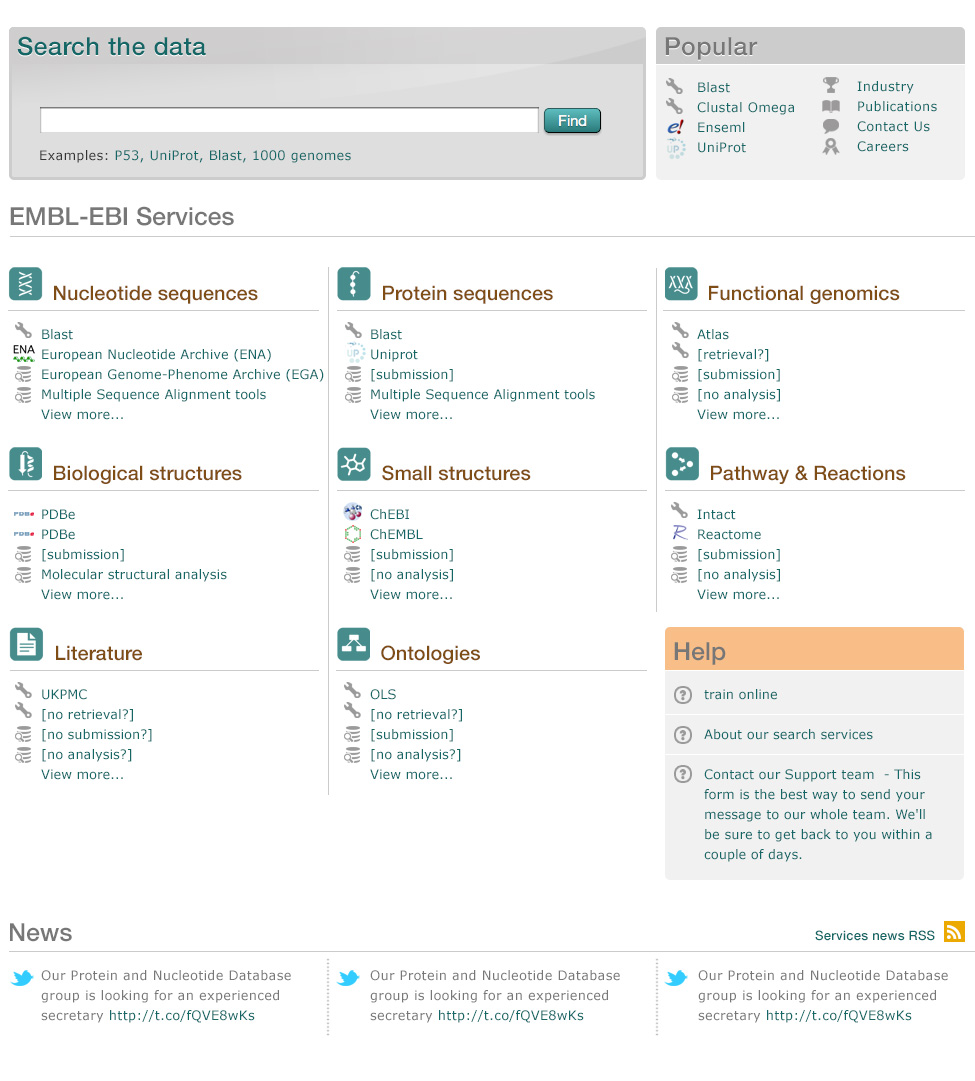 Search the data
Find
Examples: P53, UniProt, Blast, 1000 genomes
Popular
Blast
Clustal Omega
e! Enseml
UP UniProt
Industry
Publications
Contact Us
Careers
EMBL-EBI Services
Nucleotide sequences
Blast
ENA European Nucleotide Archive (ENA)
European Genome-Phenome Archive (EGA)
Multiple Sequence Alignment tools
View more...
Protein sequences
Blast
UP Uniprot
[submission]
Multiple Sequence Alignment tools
View more...
Functional genomics
Atlas
[retrieval?]
[submission]
[no analysis]
View more...
Biological structures
PDBe PDBe
PDBe PDBe
[submission]
Molecular structural analysis
View more...
Small structures
ChEBI
ChEMBL
[submission]
[no analysis]
View more...
Pathway & Reactions
Intact
R Reactome
[submission]
[no analysis]
View more...
Literature
UKPMC
[no retrieval?]
[no submission?]
[no analysis?]
View more...
Ontologies
OLS
[no retrieval?]
[submission]
[no analysis?]
View more...
Help
? train online
? About our search services
? Contact our Support team - This
form is the best way to send your
message to our whole team. We'll
be sure to get back to you within a
couple of days.
News
Services news RSS
Our Protein and Nucleotide Database
group is looking for an experienced
secretary http://t.co/fQVE8wKs
Our Protein and Nucleotide Database
group is looking for an experienced
secretary http://t.co/fQVE8wKs
Our Protein and Nucleotide Database
group is looking for an experienced
secretary http://t.co/fQVE8wKs